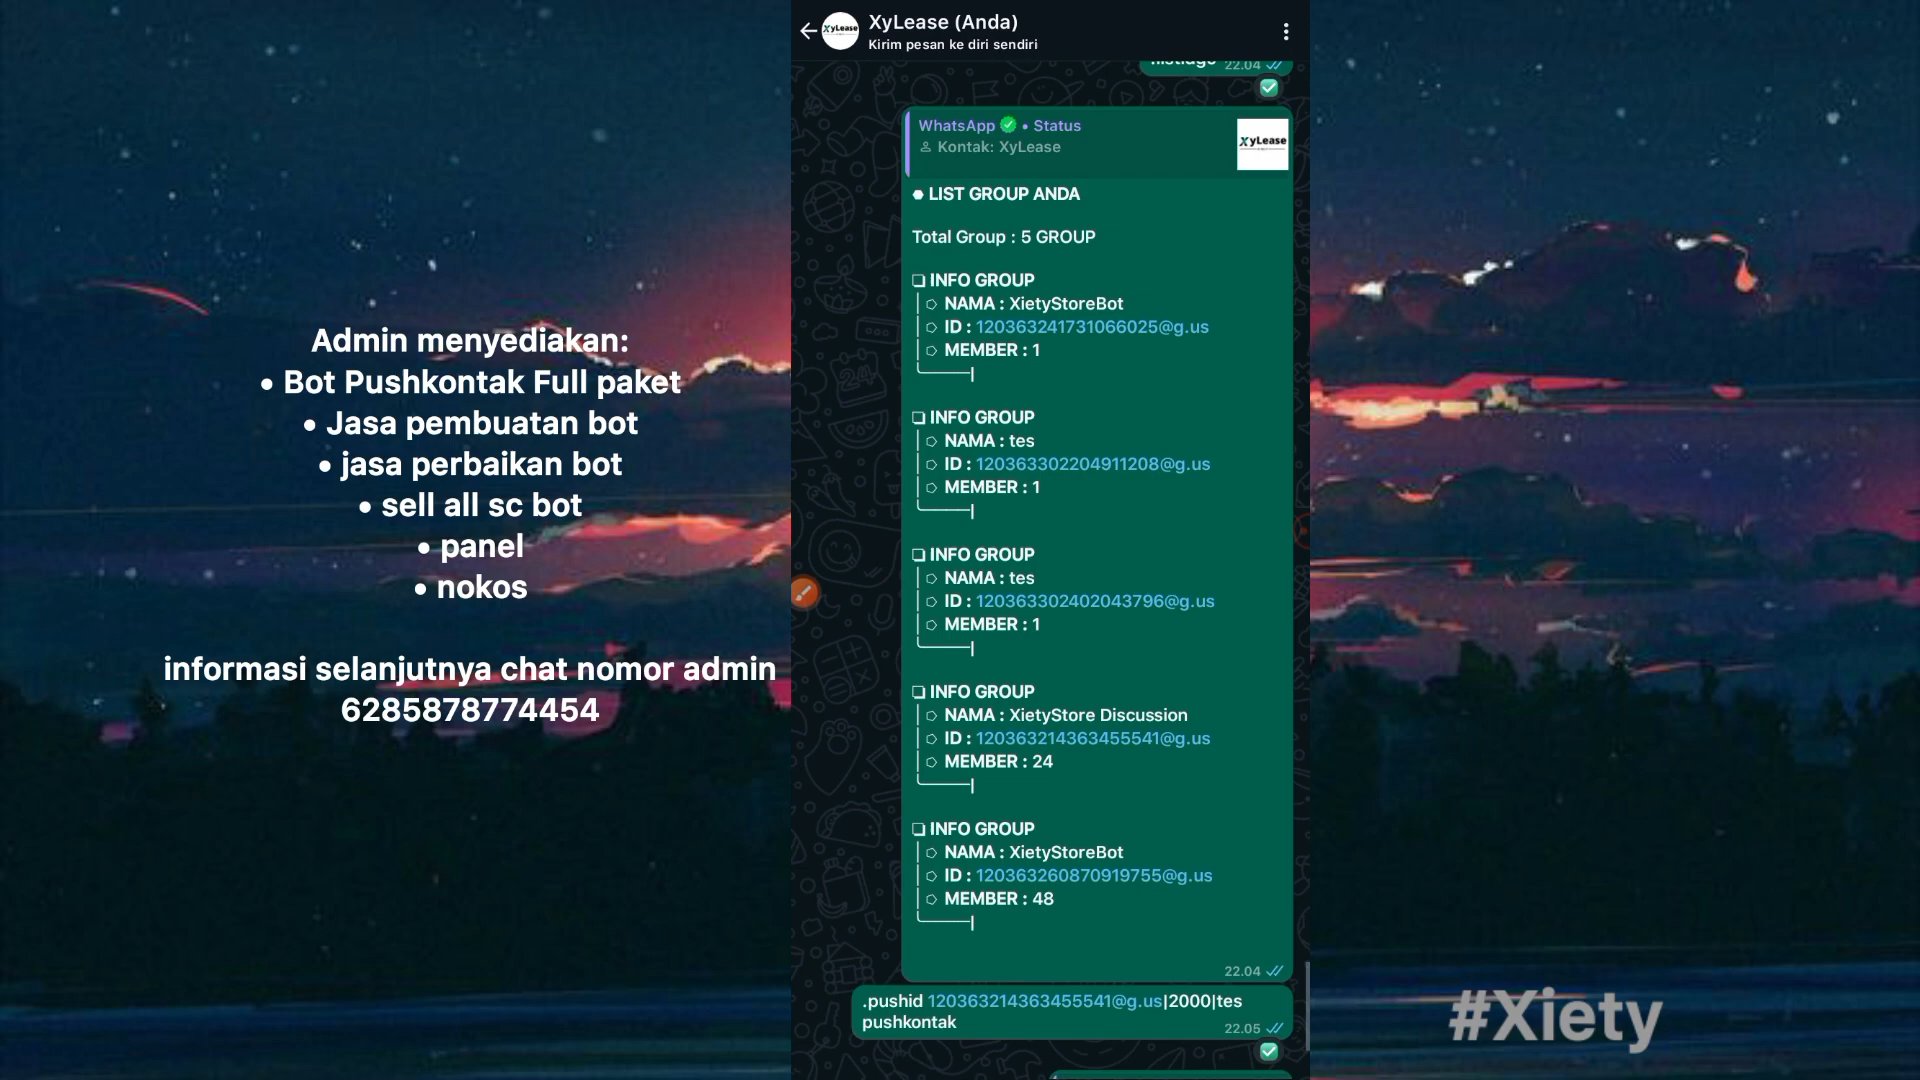 Admin menyediakan:
• Bot Pushkontak Full paket
• Jasa pembuatan bot
• jasa perbaikan bot
• sell all sc bot
• panel
• nokos
informasi selanjutnya chat nomor admin
6285878774454
XyLease (Anda)
Kirim pesan ke diri sendiri
22.04
WhatsApp • Status
Kontak: XyLease
XyLease
LIST GROUP ANDA
Total Group : 5 GROUP
❏ INFO GROUP
NAMA : XietyStoreBot
ID : 120363241731066025@g.us
MEMBER : 1
❏ INFO GROUP
NAMA : tes
ID : 120363302204911208@g.us
MEMBER : 1
❏ INFO GROUP
NAMA : tes
ID : 120363302402043796@g.us
MEMBER : 1
❏ INFO GROUP
NAMA : XietyStore Discussion
ID : 120363214363455541@g.us
MEMBER : 24
❏ INFO GROUP
NAMA : XietyStoreBot
ID : 120363260870919755@g.us
MEMBER : 48
22.04
.pushid 120363214363455541@g.us|2000|tes
pushkontak
22.05
#Xiety